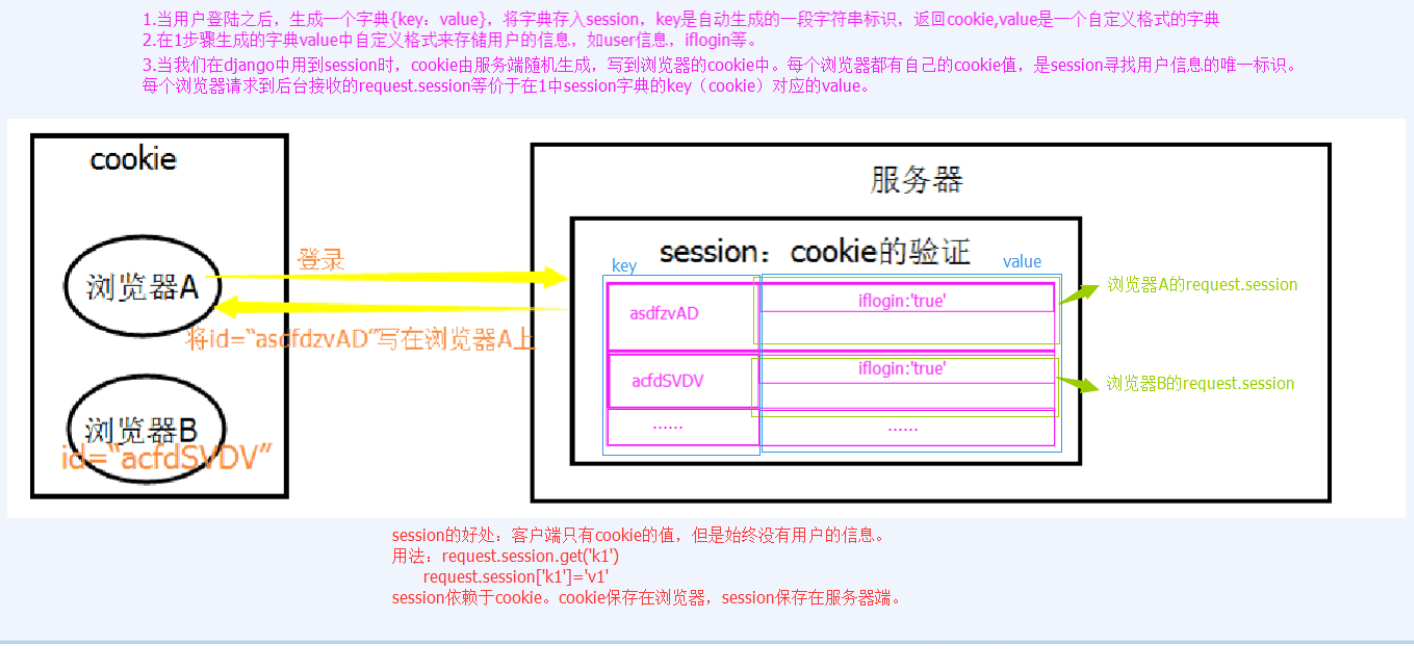 1.当用户登陆之后，生成一个字典{key：value}，将字典存入session，key是自动生成的一段字符串标识，返回cookie,value是一个自定义格式的字典
2.在1步骤生成的字典value中自定义格式来存储用户的信息，如user信息，iflogin等。
3.当我们在django中用到session时，cookie由服务端随机生成，写到浏览器的cookie中。每个浏览器都有自己的cookie值，是session寻找用户信息的唯一标识。
每个浏览器请求到后台接收的request.session等价于在1中session字典的key（cookie）对应的value。
cookie
服务器
session：cookie的验证
key
value
登录
浏览器A
asdfzvAD
iflogin:'true'
浏览器A的request.session
将id=“asdfdzvAD”写在浏览器A上
acfdSVDV
iflogin:'true'
浏览器B的request.session
浏览器B
id=“acfdSVDV”
......
......
session的好处：客户端只有cookie的值，但是始终没有用户的信息。
用法：request.session.get('k1')
request.session['k1']='v1'
session依赖于cookie。cookie保存在浏览器，session保存在服务器端。